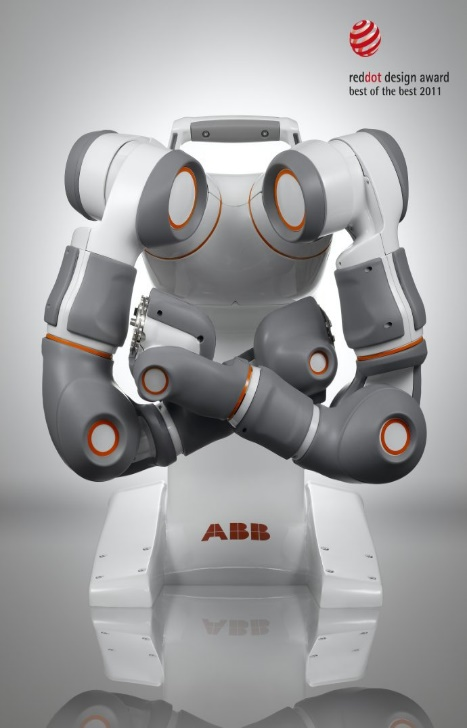 reddot design award
best of the best 2011
ABB